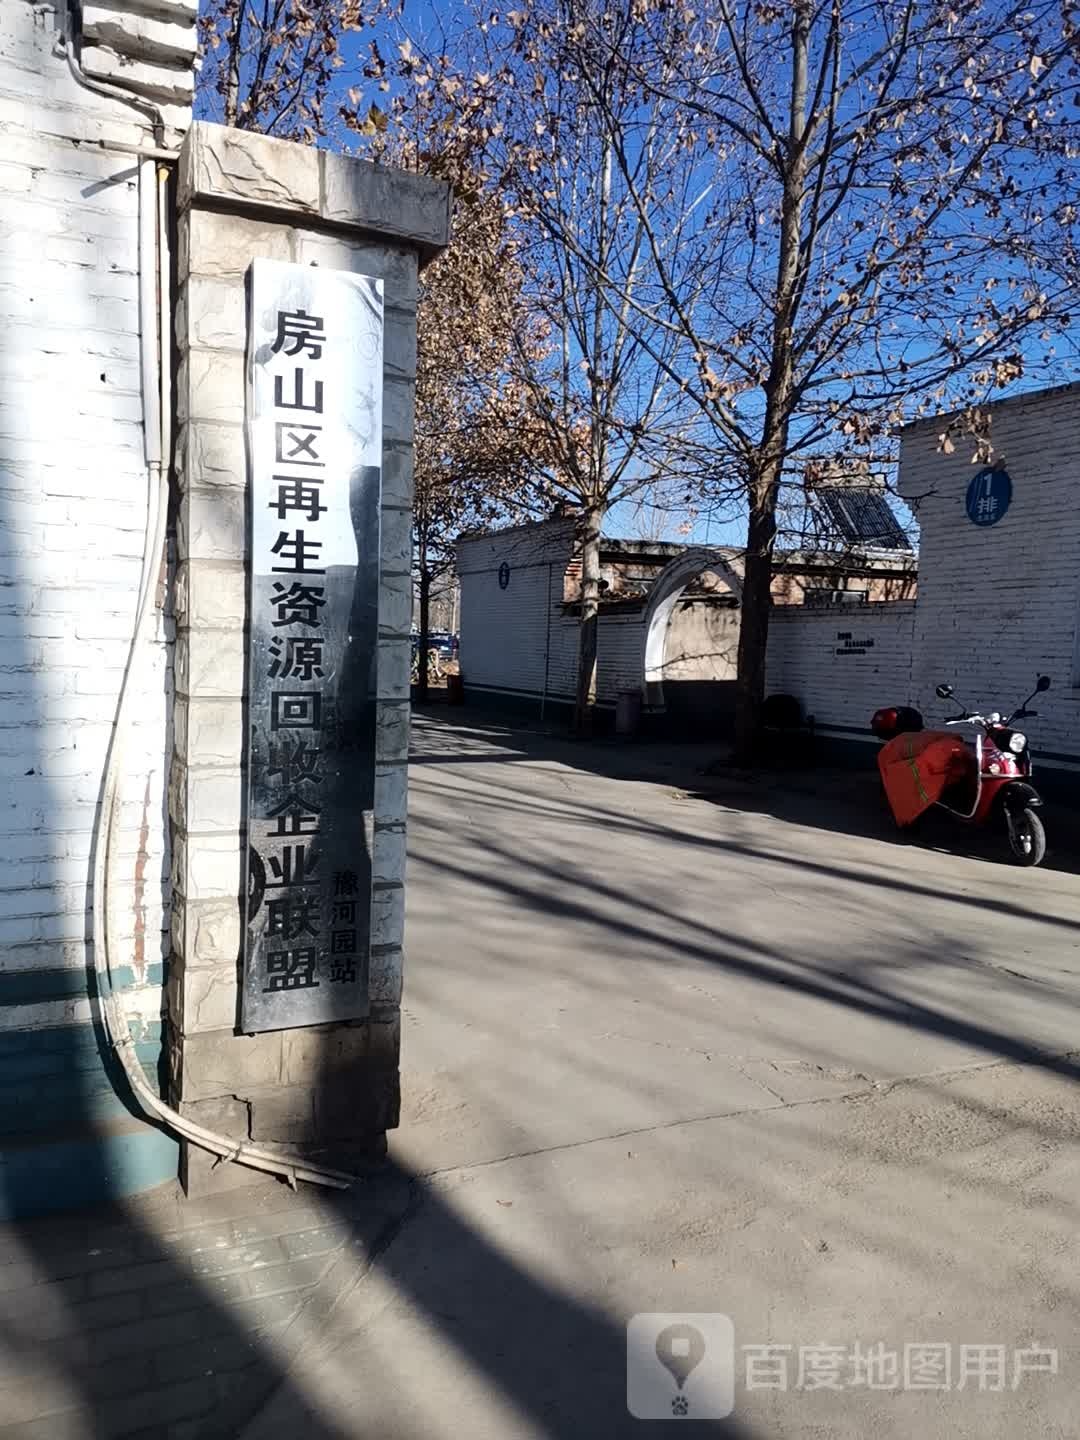 房山区再生资源回收企业联盟
豫河园站
1
排
百度地图用户